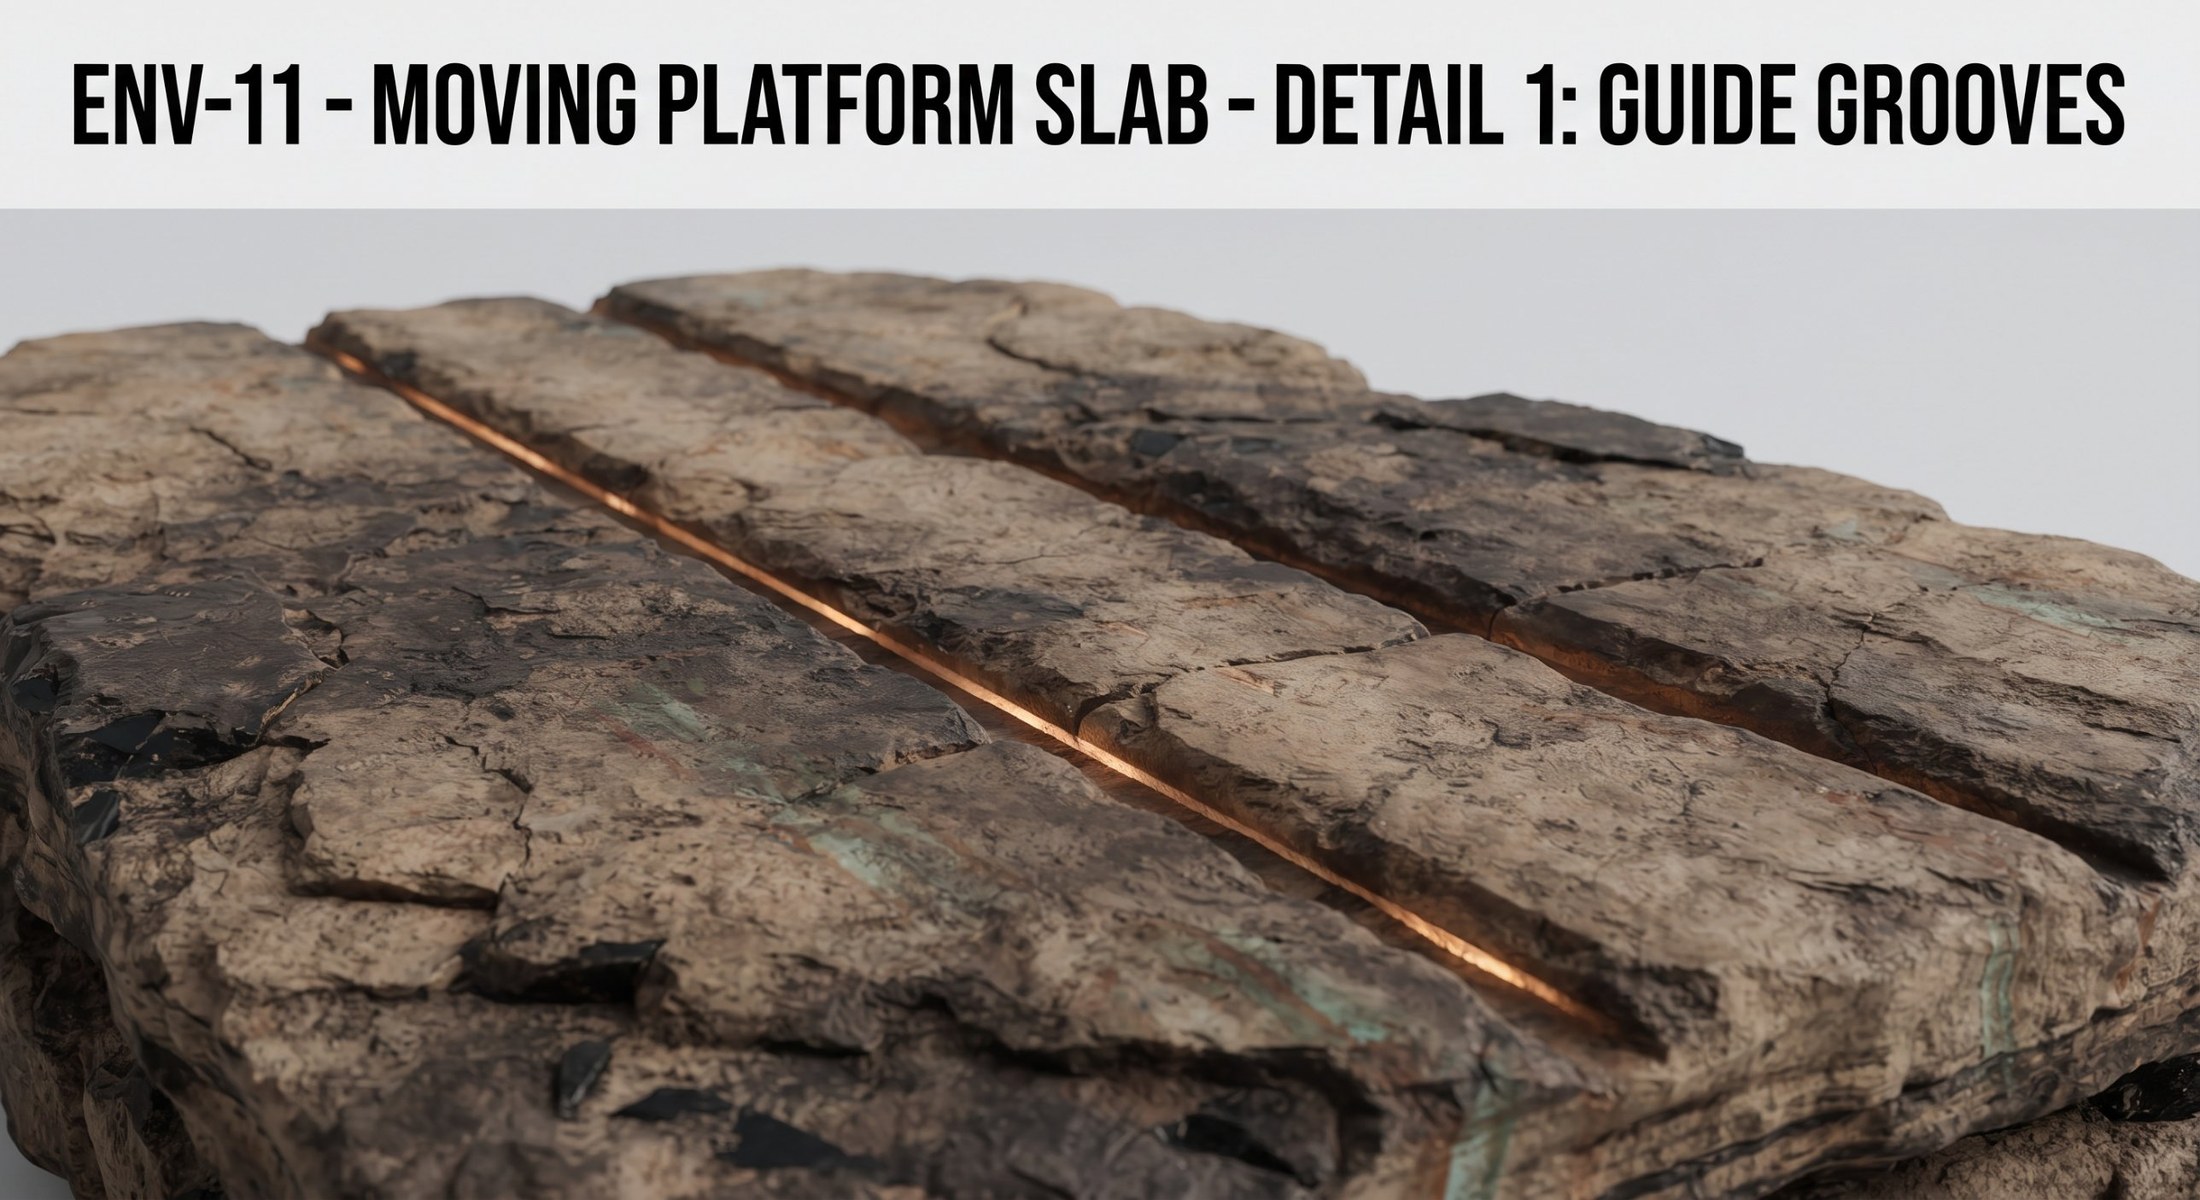 ENV-11 - MOVING PLATFORM SLAB - DETAIL 1: GUIDE GROOVES